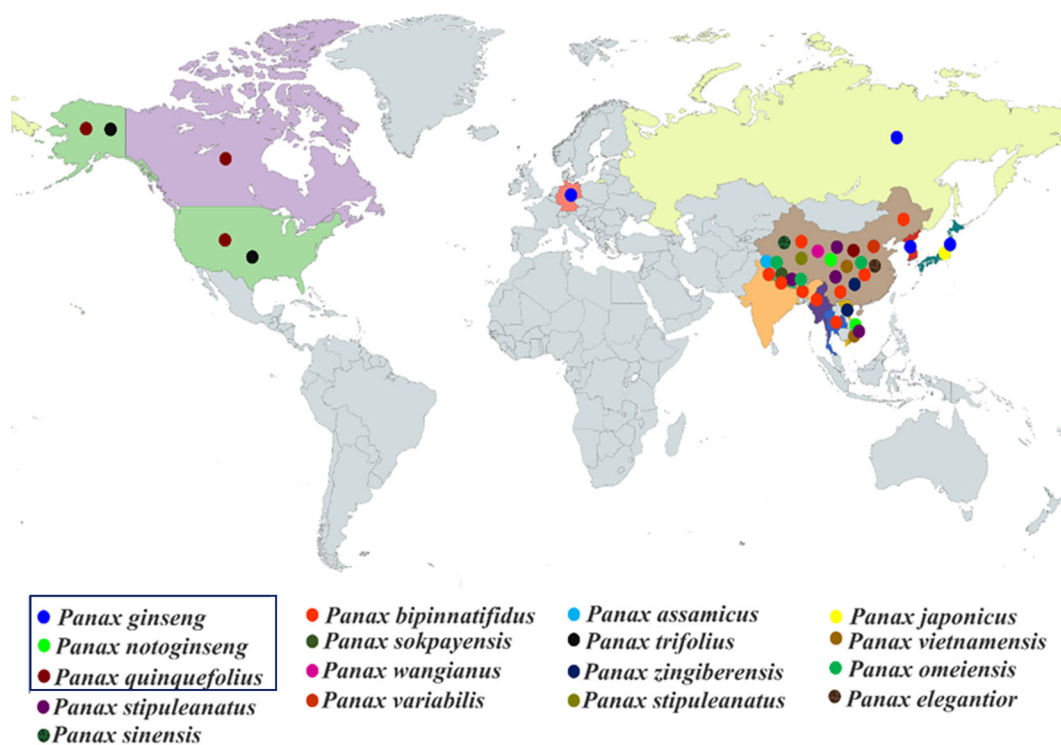 Panax ginseng
Panax notoginseng
Panax quinquefolius
Panax stipuleanatus
Panax sinensis
Panax bipinnatifidus
Panax sokpayensis
Panax wangianus
Panax variabilis
Panax assamicus
Panax trifolius
Panax zingiberensis
Panax stipuleanatus
Panax japonicus
Panax vietnamensis
Panax omeiensis
Panax elegantior